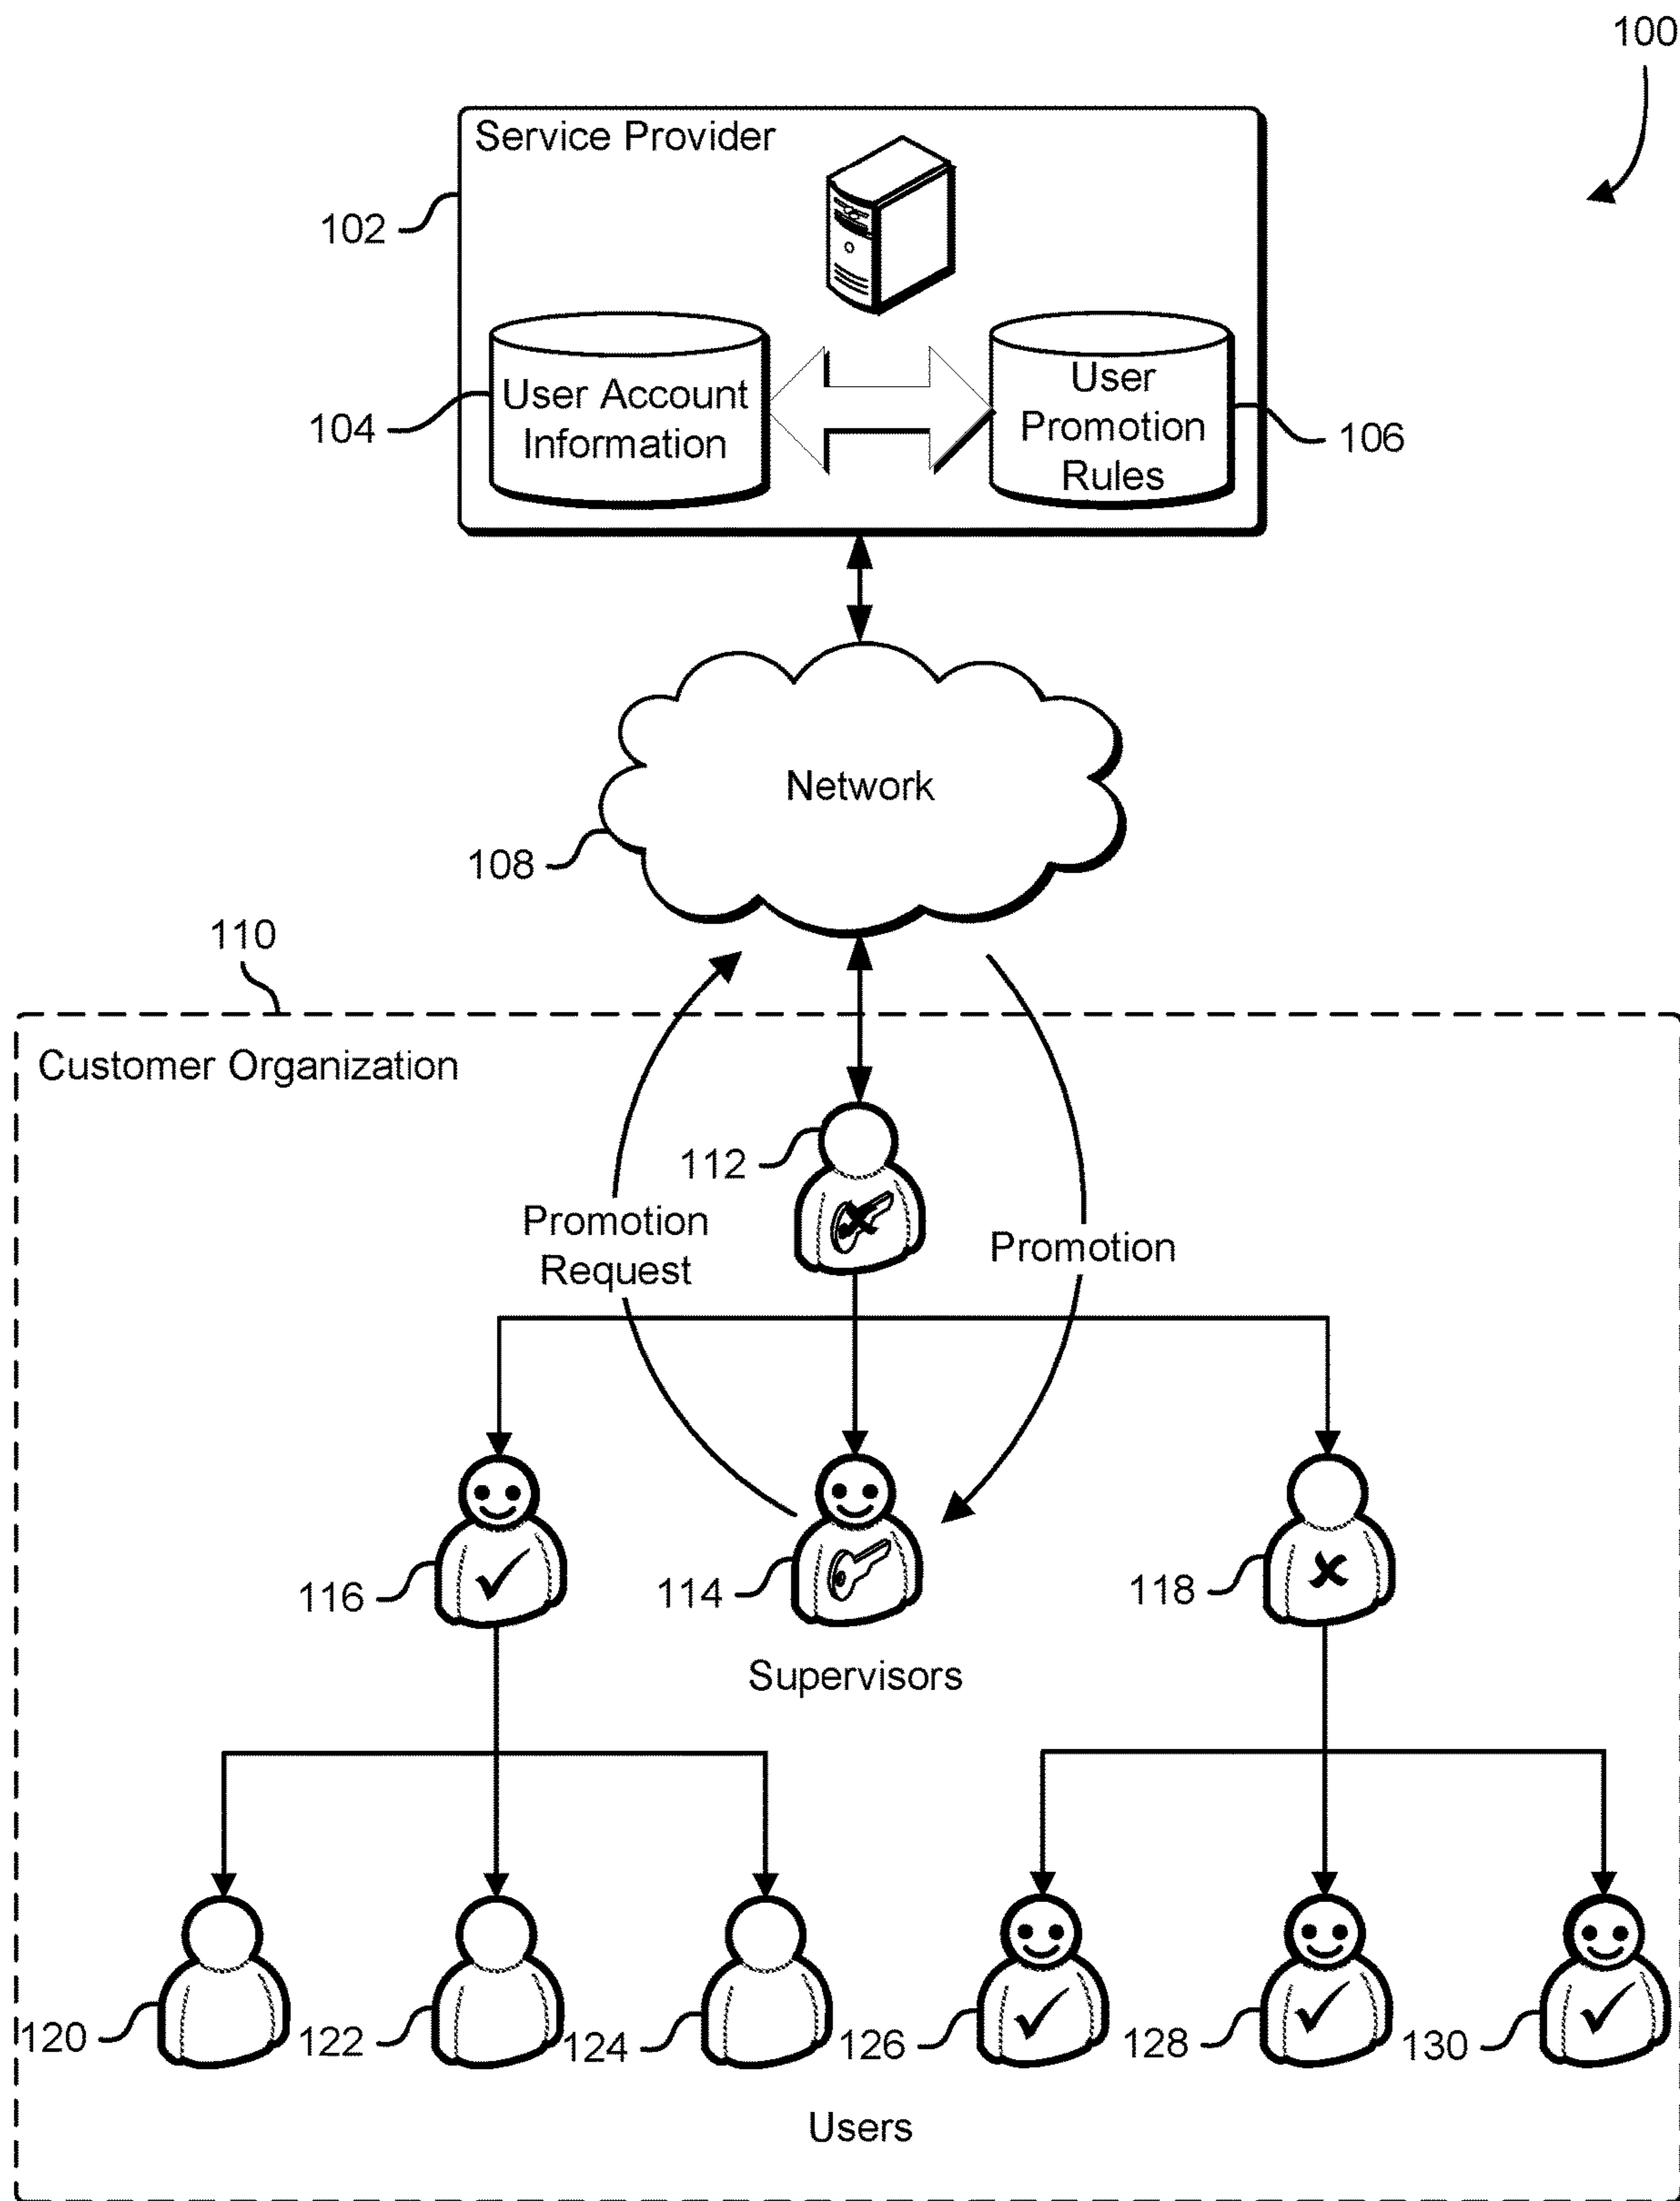 100
Service Provider
102
User Account
Information
104
User
Promotion
Rules
106
Network
108
110
Customer Organization
112
Promotion
Request
Promotion
116
114
118
Supervisors
120
122
124
126
128
130
Users